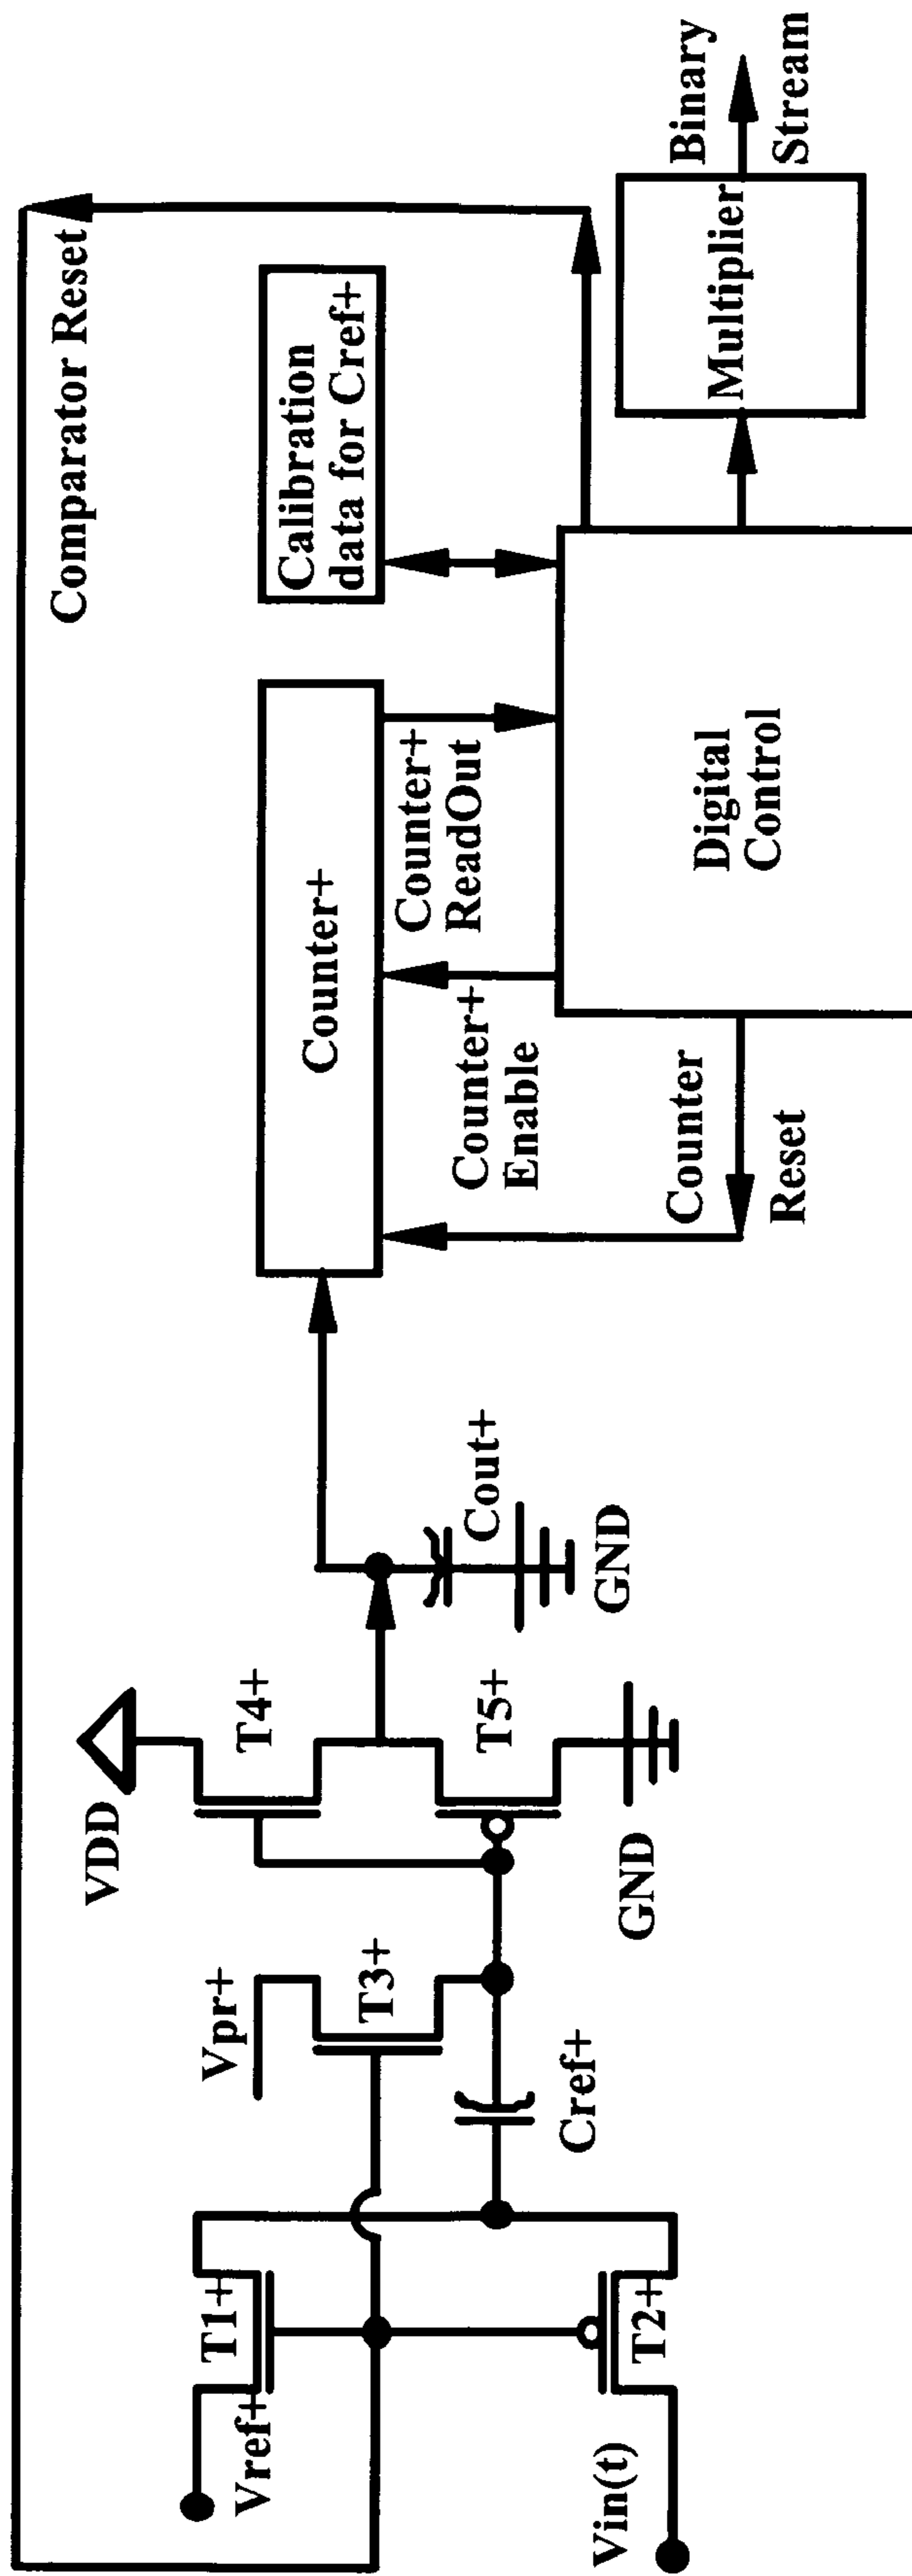 Comparator Reset
VDD
Vpr+
T4+
T1+
Vref+
T3+
T5+
Cout+
GND
GND
Cref+
T2+
Vin(t)
Counter+
Calibration
data for Cref+
Counter+
Enable
Counter+
ReadOut
Counter
Reset
Digital
Control
Multiplier
Binary
Stream